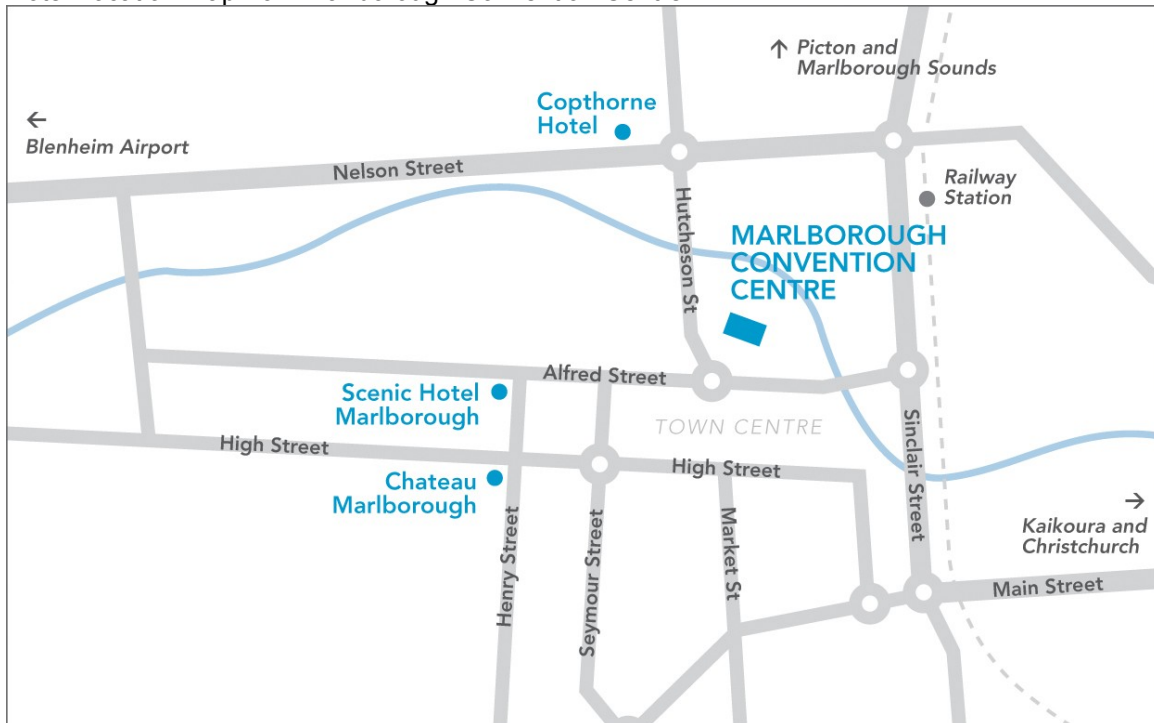 ↑ Picton and
Marlborough Sounds
Copthorne
Hotel
←
Blenheim Airport
Nelson Street
Railway
Station
Hutcheson St
MARLBOROUGH
CONVENTION
CENTRE
Alfred Street
Scenic Hotel
Marlborough
TOWN CENTRE
Sinclair Street
High Street
High Street
Chateau
Marlborough
Henry Street
Seymour Street
Market St
→
Kaikoura and
Christchurch
Main Street